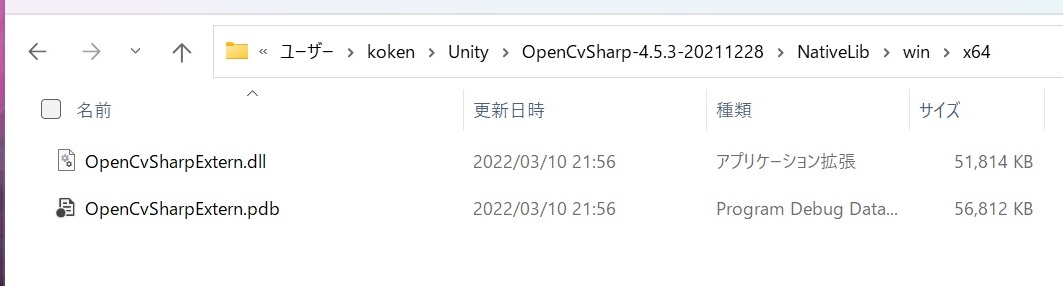 « ユーザー > koken > Unity > OpenCvSharp-4.5.3-20211228 > NativeLib > win > x64
名前 更新日時 種類 サイズ
OpenCvSharpExtern.dll 2022/03/10 21:56 アプリケーション拡張 51,814 KB
OpenCvSharpExtern.pdb 2022/03/10 21:56 Program Debug Data... 56,812 KB